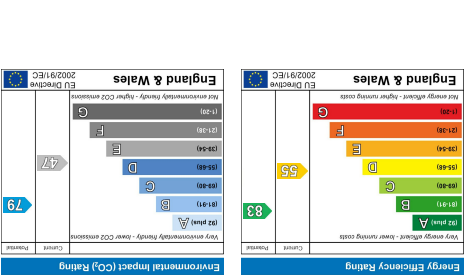 Energy Efficiency Rating
Current Potential
Very energy efficient - lower running costs
(92 plus) A
(81-91) B
(69-80) C
(55-68) D
(39-54) E
(21-38) F
(1-20) G
55
83
Not energy efficient - higher running costs
England & Wales
EU Directive
2002/91/EC
Environmental Impact (CO₂) Rating
Current Potential
Very environmentally friendly - lower CO2 emissions
(92 plus) A
(81-91) B
(69-80) C
(55-68) D
(39-54) E
(21-38) F
(1-20) G
47
79
Not environmentally friendly - higher CO2 emissions
England & Wales
EU Directive
2002/91/EC